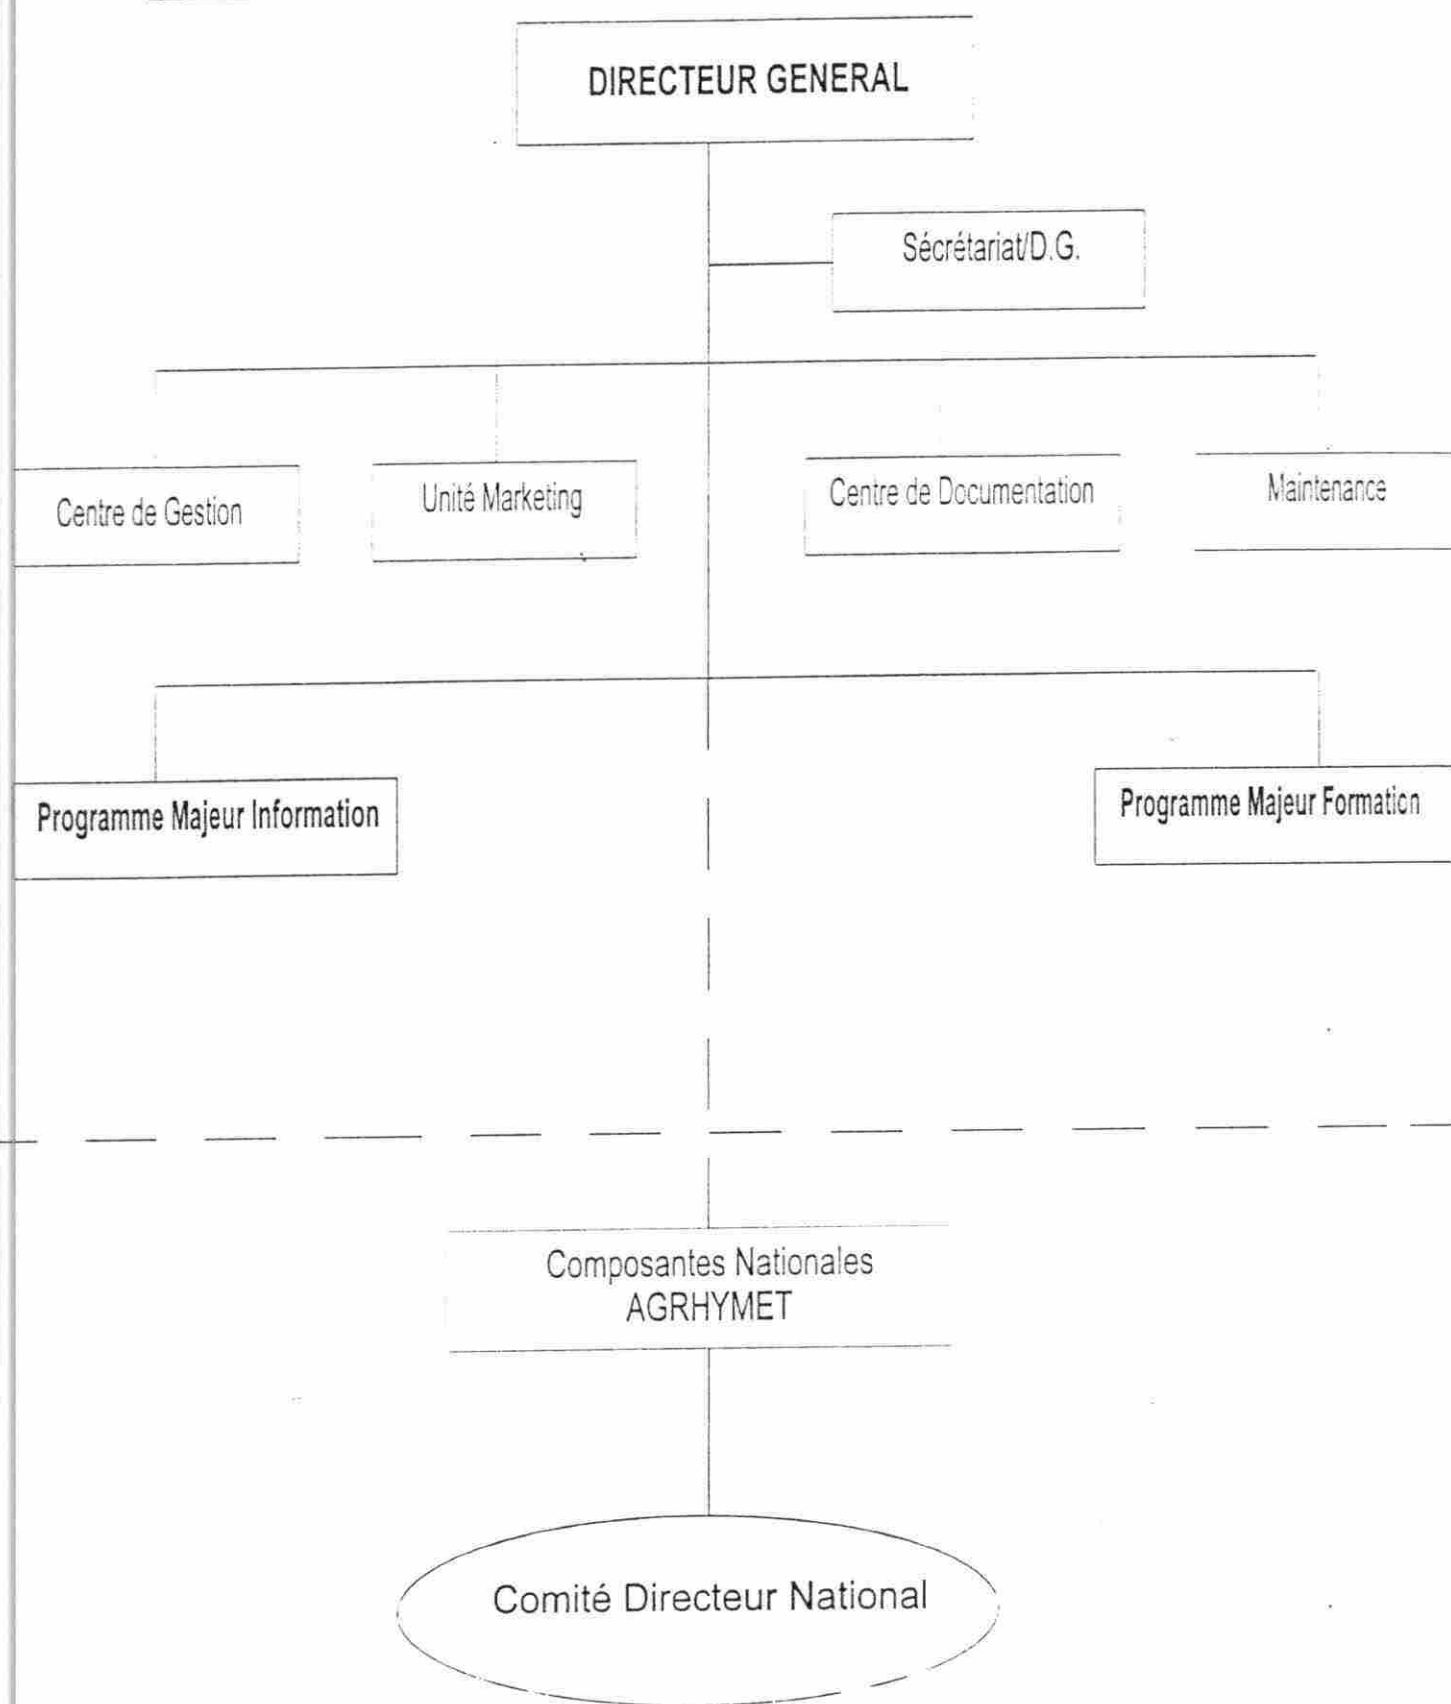 DIRECTEUR GENERAL
Sécrétariat/D.G.
Centre de Gestion
Unité Marketing
Centre de Documentation
Maintenance
Programme Majeur Information
Programme Majeur Formation
Composantes Nationales
AGRHYMET
Comité Directeur National